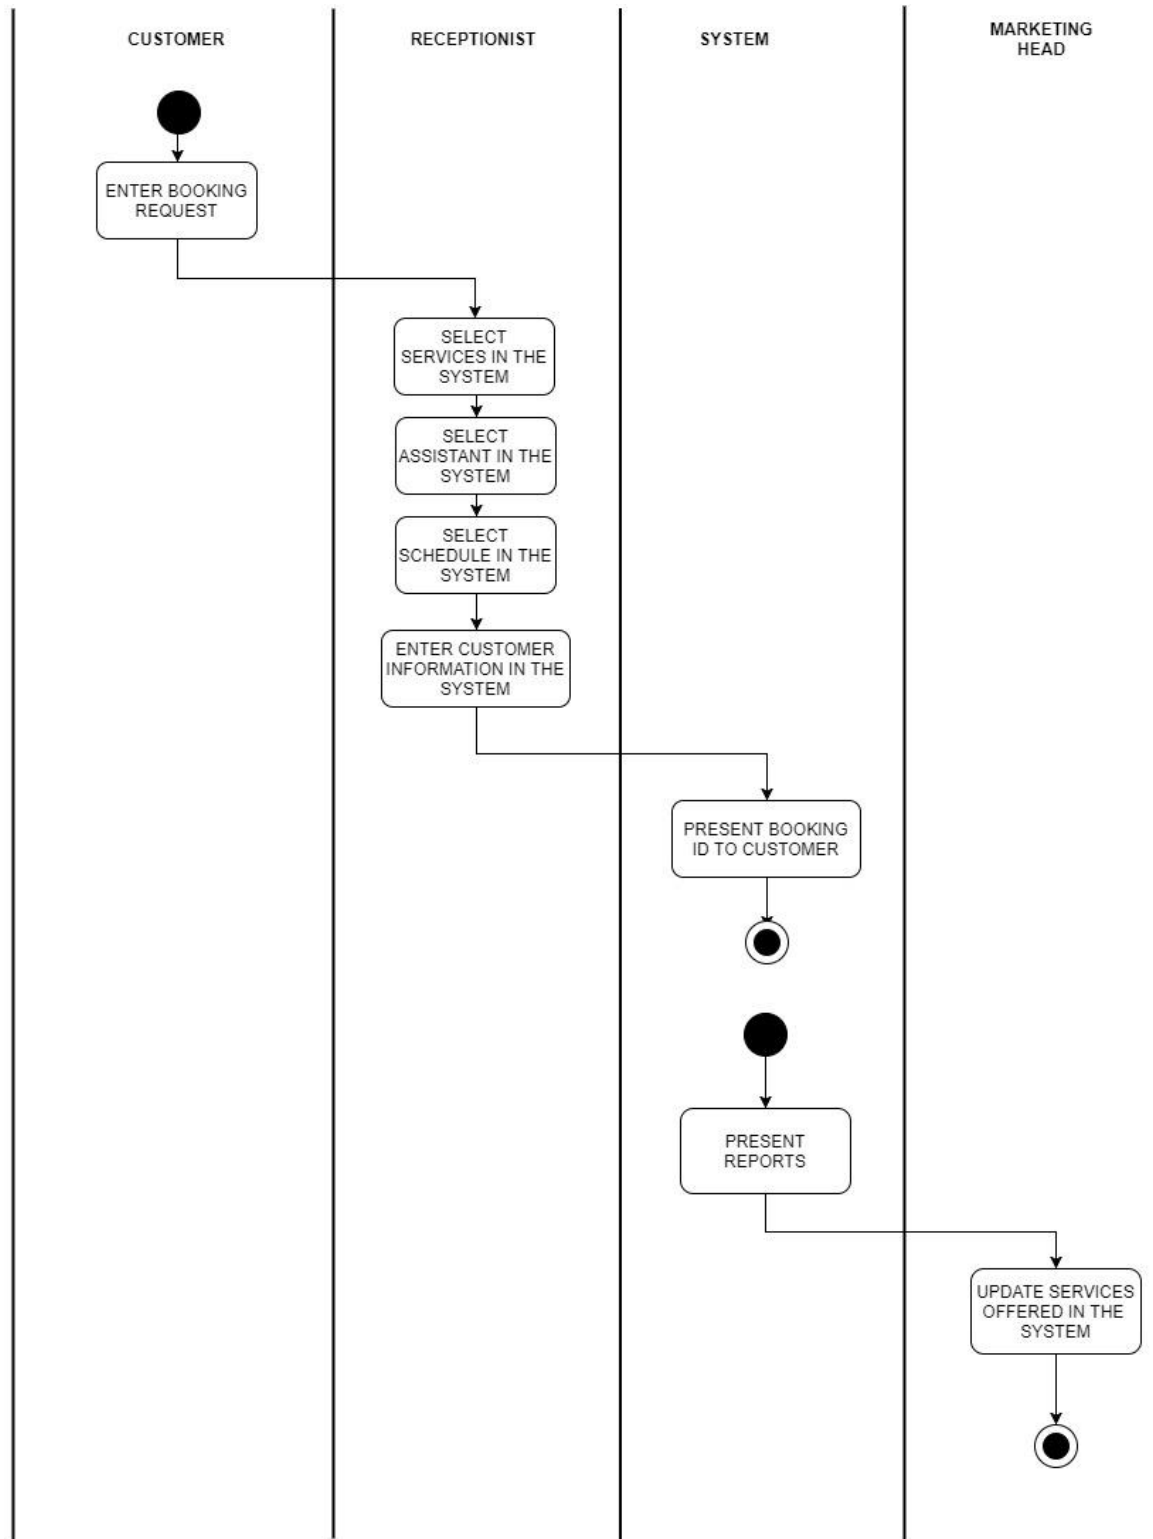 CUSTOMER
RECEPTIONIST
SYSTEM
MARKETING
HEAD
ENTER BOOKING
REQUEST
SELECT
SERVICES IN THE
SYSTEM
SELECT
ASSISTANT IN THE
SYSTEM
SELECT
SCHEDULE IN THE
SYSTEM
ENTER CUSTOMER
INFORMATION IN THE
SYSTEM
PRESENT BOOKING
ID TO CUSTOMER
PRESENT
REPORTS
UPDATE SERVICES
OFFERED IN THE
SYSTEM